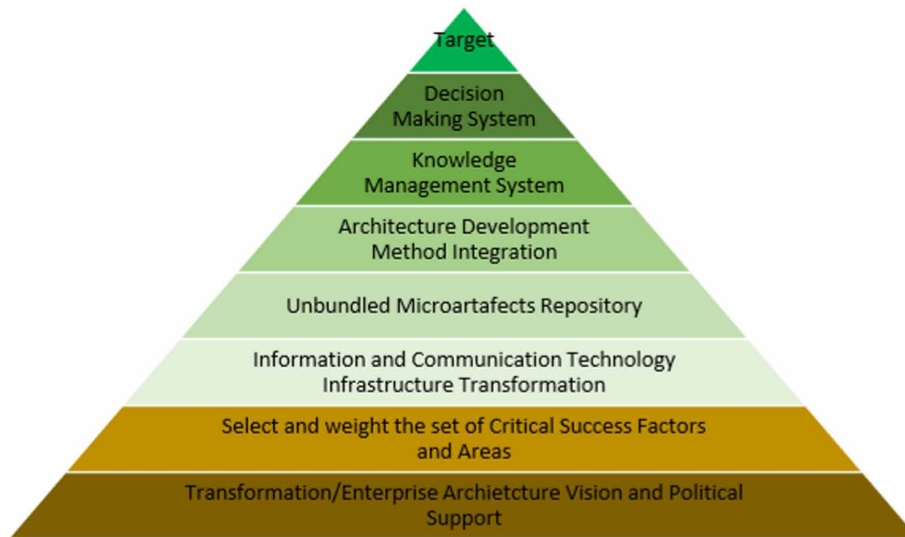 Target
Decision
Making System
Knowledge
Management System
Architecture Development
Method Integration
Unbundled Microartafects Repository
Information and Communication Technology
Infrastructure Transformation
Select and weight the set of Critical Success Factors
and Areas
Transformation/Enterprise Archietcture Vision and Political
Support